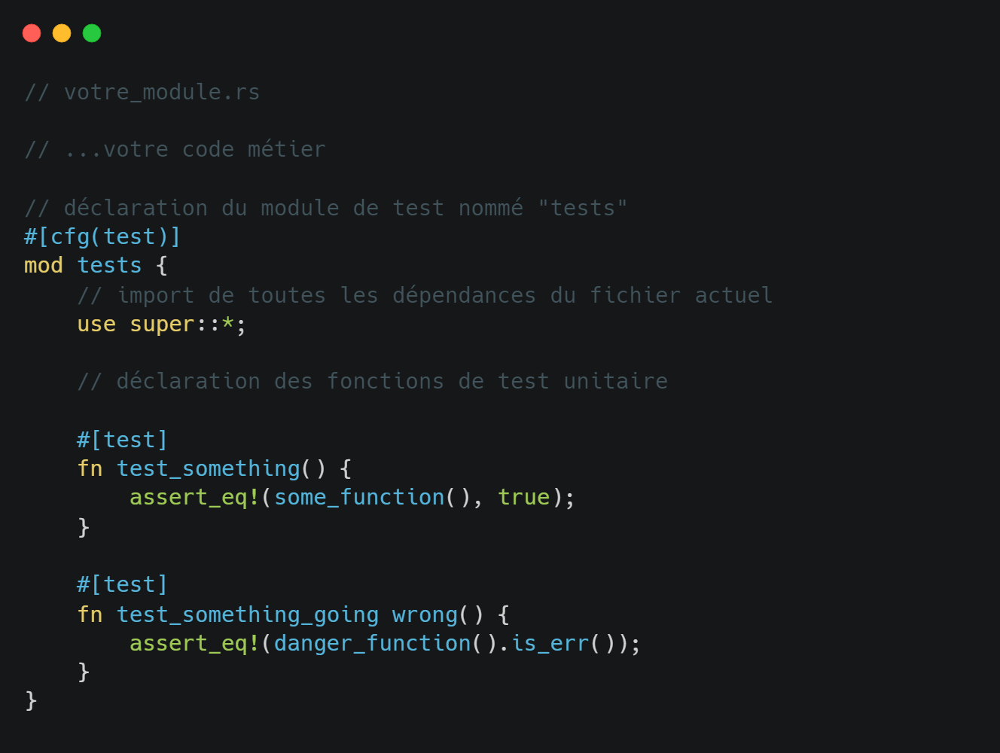 // votre_module.rs
// ...votre code métier
// déclaration du module de test nommé "tests"
#[cfg(test)]
mod tests {
    // import de toutes les dépendances du fichier actuel
    use super::*;
    // déclaration des fonctions de test unitaire
    #[test]
    fn test_something() {
        assert_eq!(some_function(), true);
    }
    #[test]
    fn test_something_going wrong() {
        assert_eq!(danger_function().is_err());
    }
}